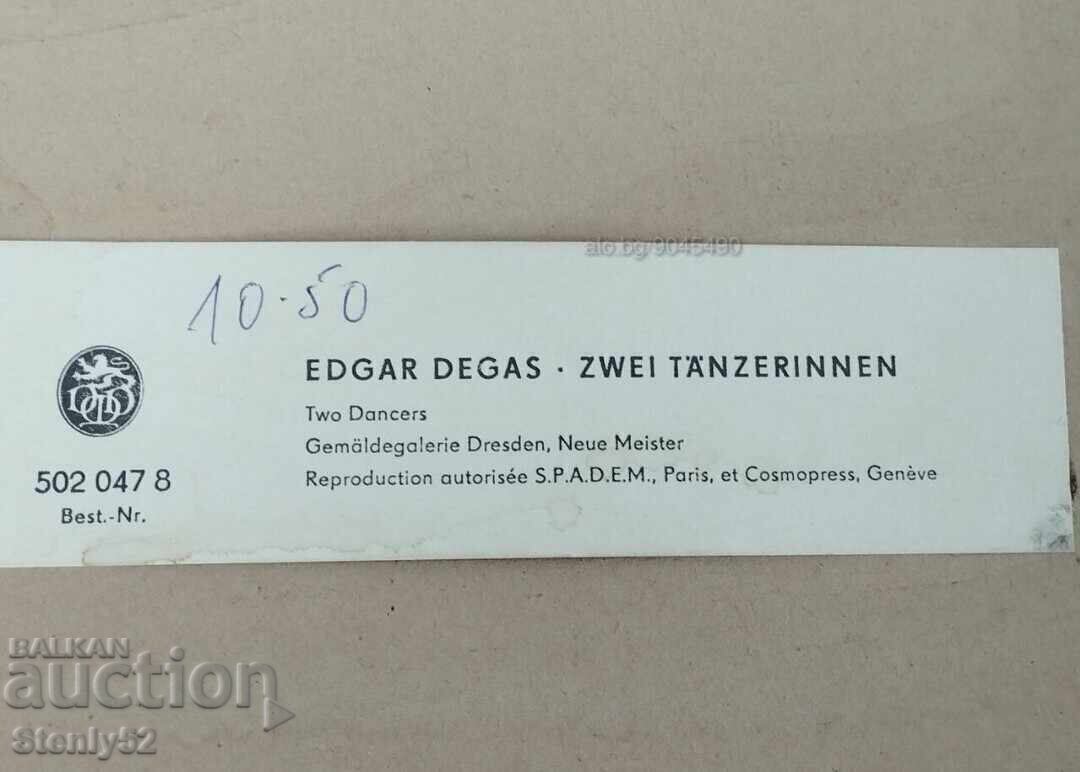 alo.bg/9045490
10.50
EDGAR DEGAS · ZWEI TÄNZERINNEN
Two Dancers
Gemäldegalerie Dresden, Neue Meister
Reproduction autorisée S.P.A.D.E.M., Paris, et Cosmopress, Genève
502 047 8
Best.-Nr.
BALKAN
auction
Stenly52